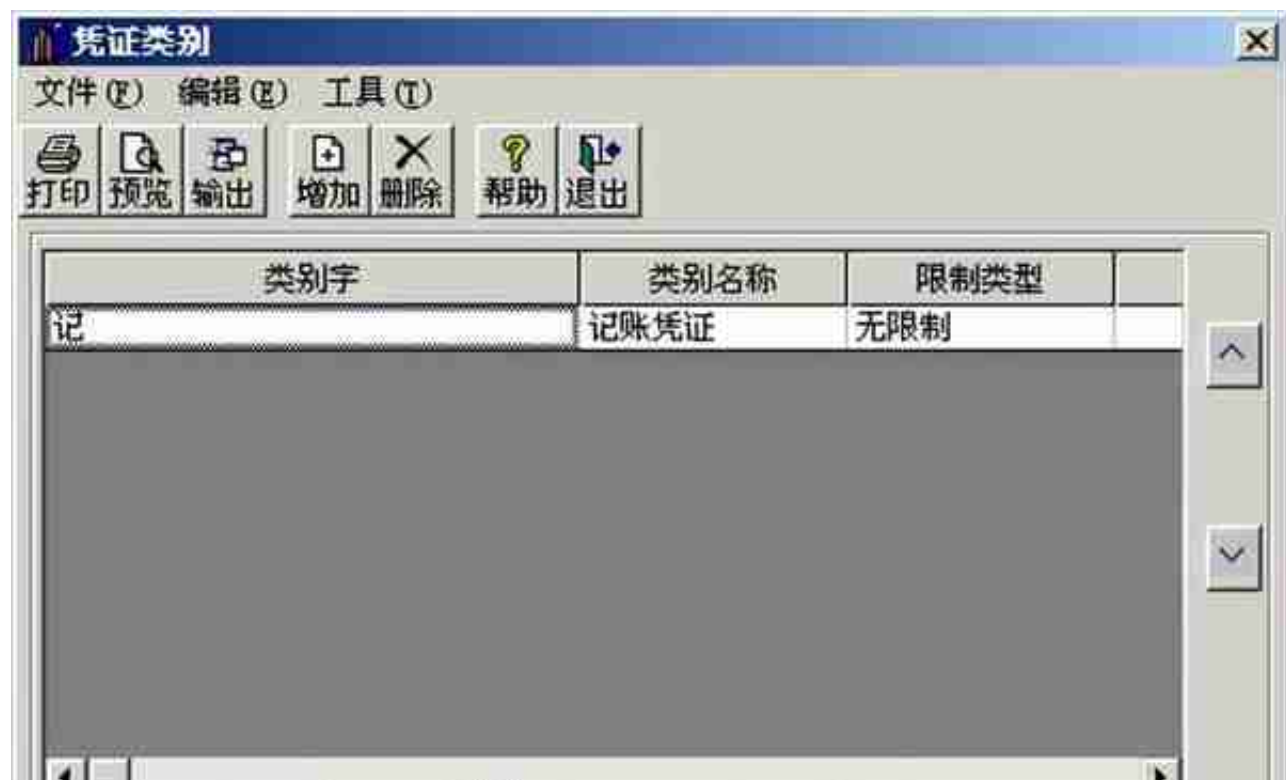 凭证类别
文件(F) 编辑(E) 工具(T)
打印 预览 输出 增加 删除 帮助 退出
类别字 类别名称 限制类型
记 记账凭证 无限制